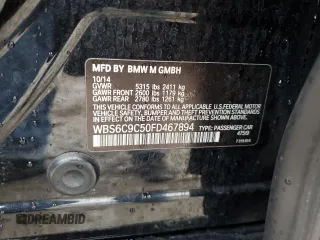 MFD BY BMW M GMBH
10/14
GVWR 5315 lbs 2411 kg
GAWR FRONT 2600 lbs 1179 kg
GAWR REAR 2780 lbs 1261 kg
THIS VEHICLE CONFORMS TO ALL APPLICABLE
FEDERAL MOTOR VEHICLE SAFETY, BUMPER,
AND THEFT PREVENTION STANDARDS IN EFFECT
ON THE DATE OF MANUFACTURE SHOWN ABOVE.
WBS6C9C50FD467894 TYPE: PASSENGER CAR
DREAMBID